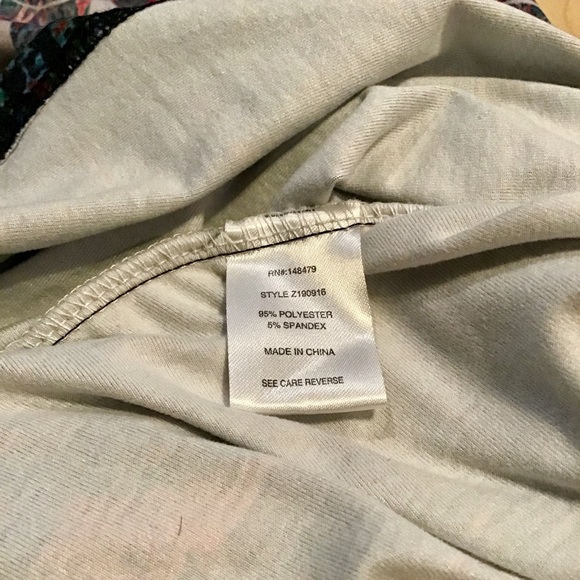 RN#:148479
STYLE Z190916
95% POLYESTER
5% SPANDEX
MADE IN CHINA
SEE CARE REVERSE